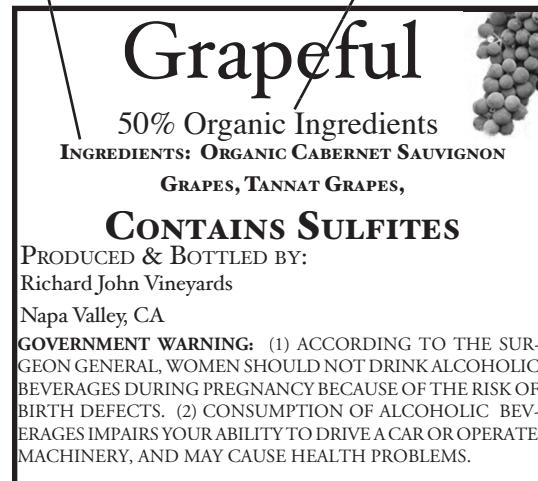 Grapeful
50% Organic Ingredients
INGREDIENTS: ORGANIC CABERNET SAUVIGNON
GRAPES, TANNAT GRAPES,
CONTAINS SULFITES
PRODUCED & BOTTLED BY:
Richard John Vineyards
Napa Valley, CA
GOVERNMENT WARNING: (1) ACCORDING TO THE SUR-
GEON GENERAL, WOMEN SHOULD NOT DRINK ALCOHOLIC
BEVERAGES DURING PREGNANCY BECAUSE OF THE RISK OF
BIRTH DEFECTS. (2) CONSUMPTION OF ALCOHOLIC BEV-
ERAGES IMPAIRS YOUR ABILITY TO DRIVE A CAR OR OPERATE
MACHINERY, AND MAY CAUSE HEALTH PROBLEMS.